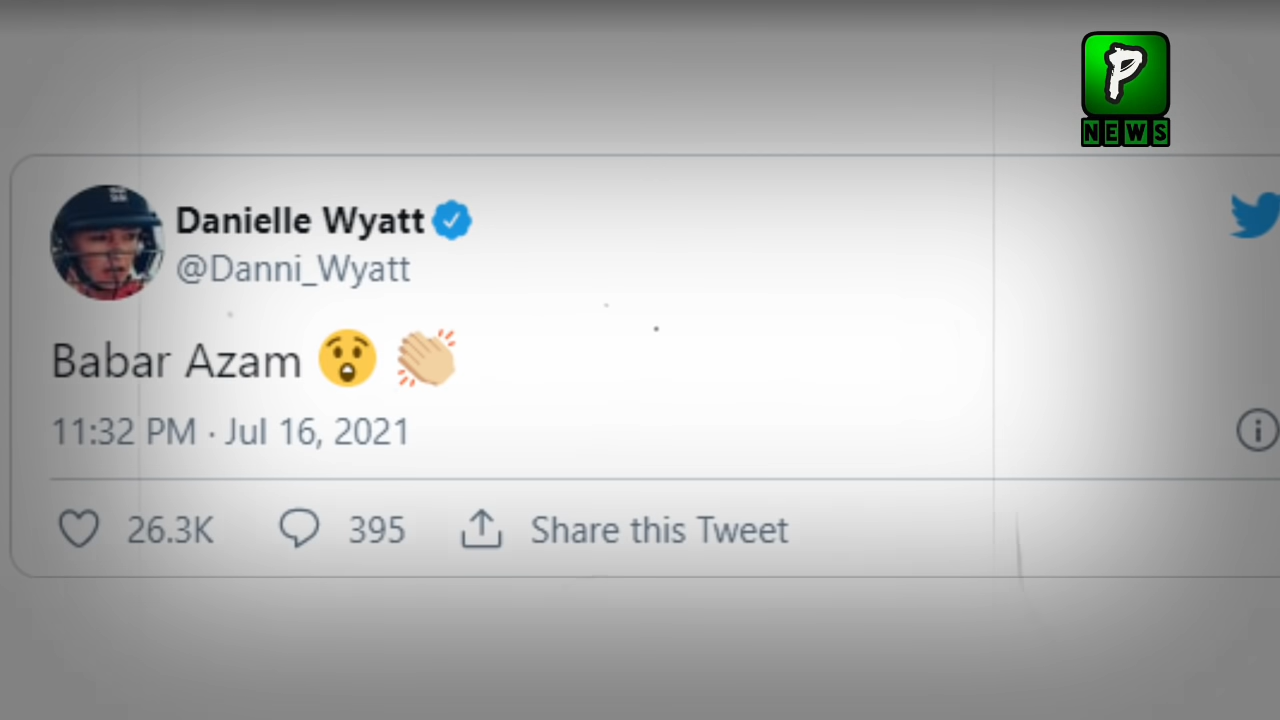 P
NEWS
Danielle Wyatt
@Danni_Wyatt
Babar Azam 😲 👏🏼
11:32 PM · Jul 16, 2021
26.3K 395 Share this Tweet